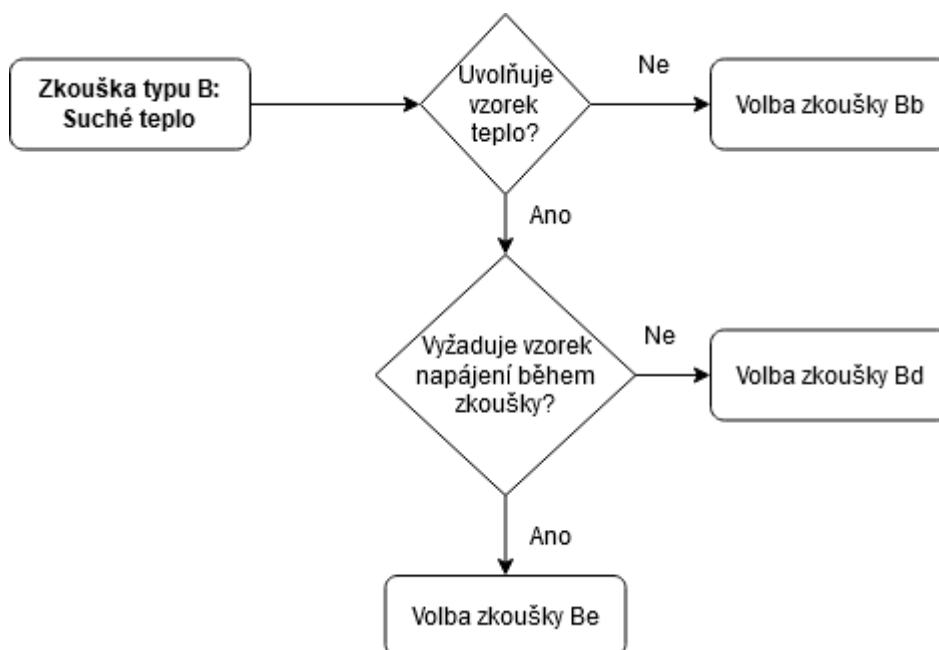 Zkouška typu B:
Suché teplo
Uvolňuje
vzorek
teplo?
Ne
Volba zkoušky Bb
Ano
Vyžaduje vzorek
napájení během
zkoušky?
Ne
Volba zkoušky Bd
Ano
Volba zkoušky Be